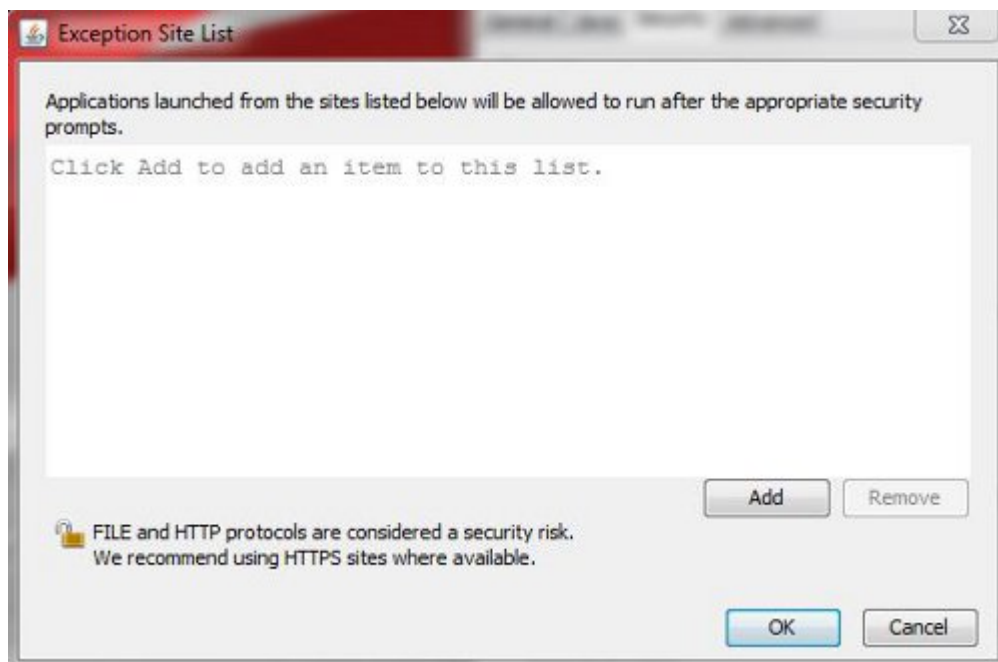 Exception Site List
Applications launched from the sites listed below will be allowed to run after the appropriate security
prompts.
Click Add to add an item to this list.
Add
Remove
FILE and HTTP protocols are considered a security risk.
We recommend using HTTPS sites where available.
OK
Cancel